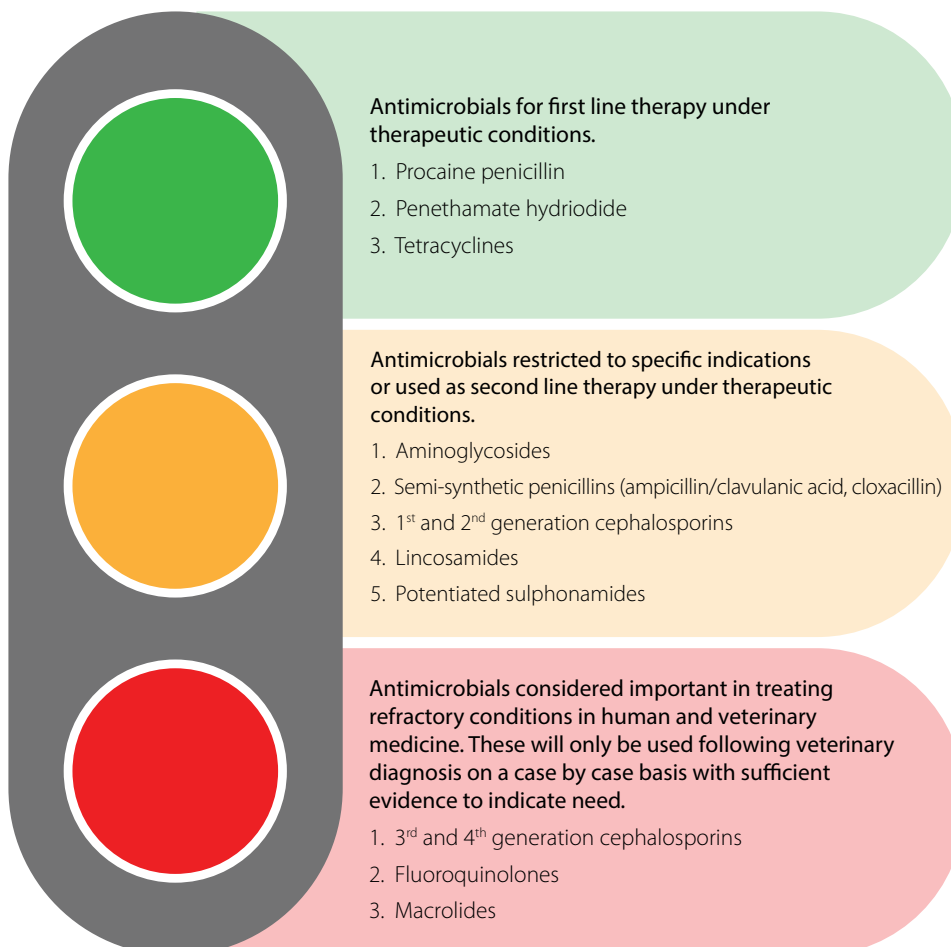 Antimicrobials for first line therapy under
therapeutic conditions.
1. Procaine penicillin
2. Penethamate hydriodide
3. Tetracyclines
Antimicrobials restricted to specific indications
or used as second line therapy under therapeutic
conditions.
1. Aminoglycosides
2. Semi-synthetic penicillins (ampicillin/clavulanic acid, cloxacillin)
3. 1st and 2nd generation cephalosporins
4. Lincosamides
5. Potentiated sulphonamides
Antimicrobials considered important in treating
refractory conditions in human and veterinary
medicine. These will only be used following veterinary
diagnosis on a case by case basis with sufficient
evidence to indicate need.
1. 3rd and 4th generation cephalosporins
2. Fluoroquinolones
3. Macrolides